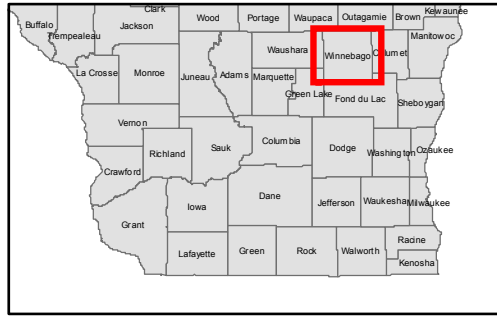 Clark Wood Portage Waupaca Outagamie Brown Kewaunee
Buffalo Trempealeau Jackson Manitowoc
Waushara Winnebago Calumet
La Crosse Monroe Juneau Adams Marquette
Green Lake Fond du Lac Sheboygan
Vernon
Columbia Dodge Washington Ozaukee
Richland Sauk
Crawford
Dane
Iowa Jefferson Waukesha Milwaukee
Grant
Racine
Lafayette Green Rock Walworth
Kenosha